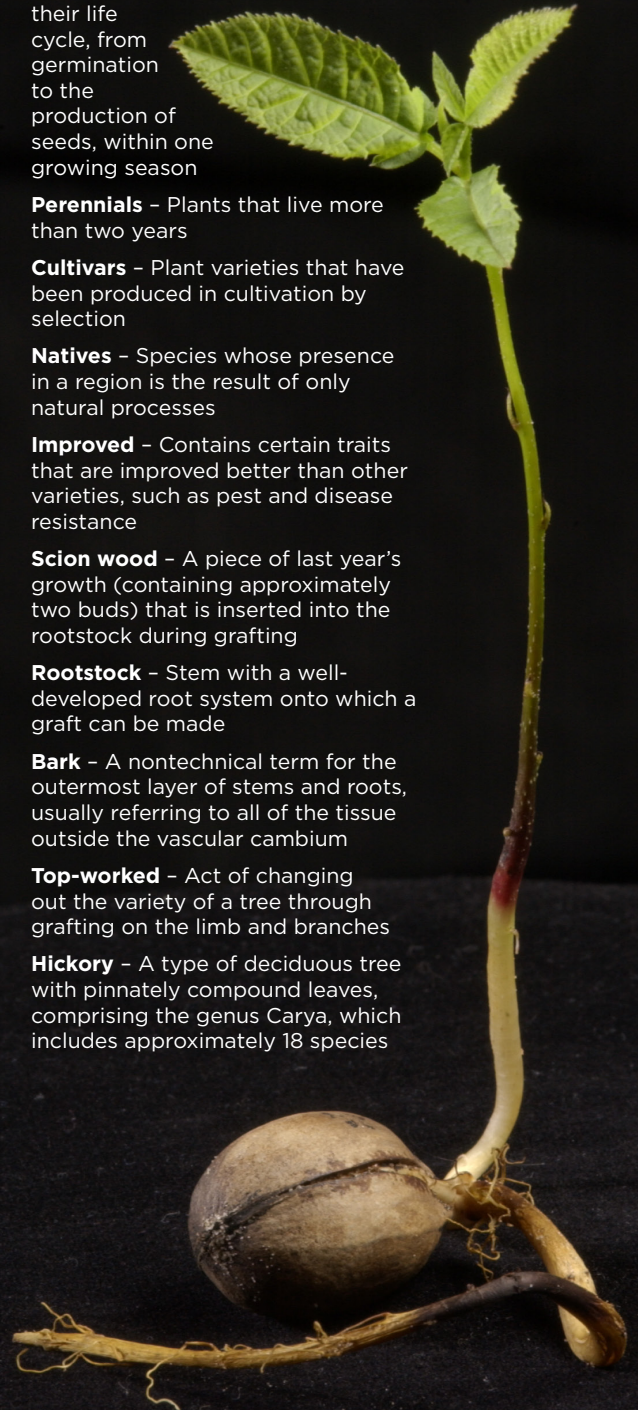 their life
cycle, from
germination
to the
production of
seeds, within one
growing season
Perennials – Plants that live more
than two years
Cultivars – Plant varieties that have
been produced in cultivation by
selection
Natives – Species whose presence
in a region is the result of only
natural processes
Improved – Contains certain traits
that are improved better than other
varieties, such as pest and disease
resistance
Scion wood – A piece of last year’s
growth (containing approximately
two buds) that is inserted into the
rootstock during grafting
Rootstock – Stem with a well-
developed root system onto which a
graft can be made
Bark – A nontechnical term for the
outermost layer of stems and roots,
usually referring to all of the tissue
outside the vascular cambium
Top-worked – Act of changing
out the variety of a tree through
grafting on the limb and branches
Hickory – A type of deciduous tree
with pinnately compound leaves,
comprising the genus Carya, which
includes approximately 18 species